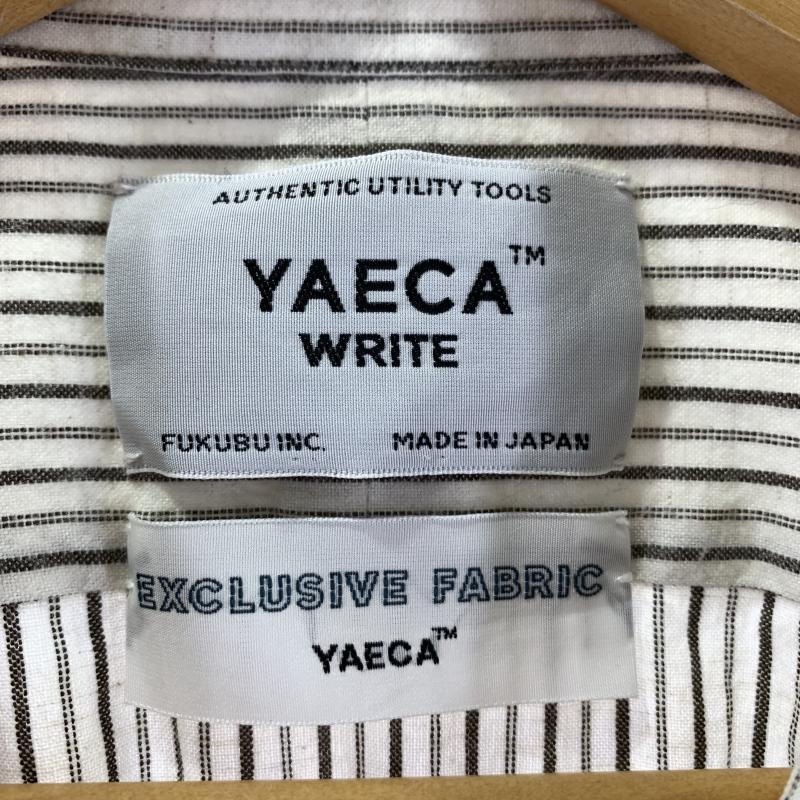 AUTHENTIC UTILITY TOOLS
YAECA™
WRITE
FUKUBU INC. MADE IN JAPAN
EXCLUSIVE FABRIC
YAECA™